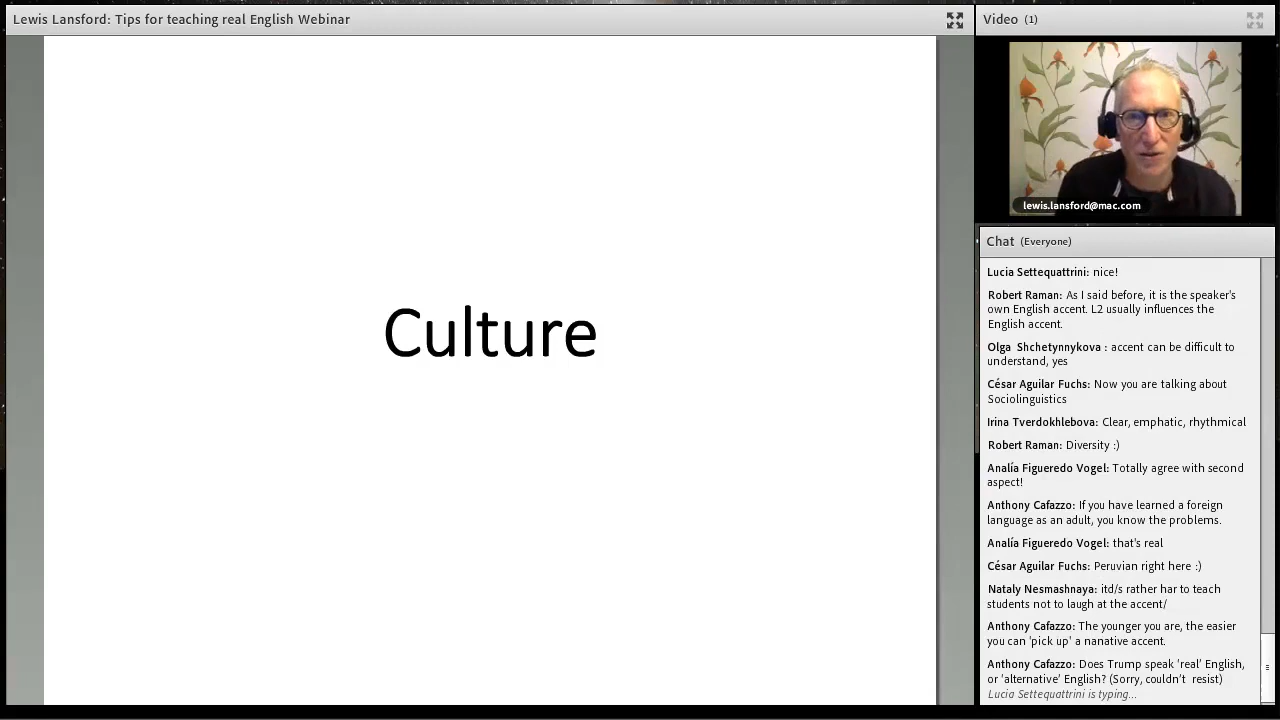 Lewis Lansford: Tips for teaching real English Webinar
Culture
Video (1)
lewis.lansford@mac.com
Chat (Everyone)
Lucia Settequattrini: nice!
Robert Raman: As I said before, it is the speaker's
own English accent. L2 usually influences the
English accent.
Olga Shchetynnykova : accent can be difficult to
understand, yes
César Aguilar Fuchs: Now you are talking about
Sociolinguistics
Irina Tverdokhlebova: Clear, emphatic, rhythmical
Robert Raman: Diversity :)
Analía Figueredo Vogel: Totally agree with second
aspect!
Anthony Cafazzo: If you have learned a foreign
language as an adult, you know the problems.
Analía Figueredo Vogel: that's real
César Aguilar Fuchs: Peruvian right here :)
Nataly Nesmashnaya: itd/s rather har to teach
students not to laugh at the accent/
Anthony Cafazzo: The younger you are, the easier
you can 'pick up' a nanative accent.
Anthony Cafazzo: Does Trump speak 'real' English,
or 'alternative' English? (Sorry, couldn't resist)
Lucia Settequattrini is typing...